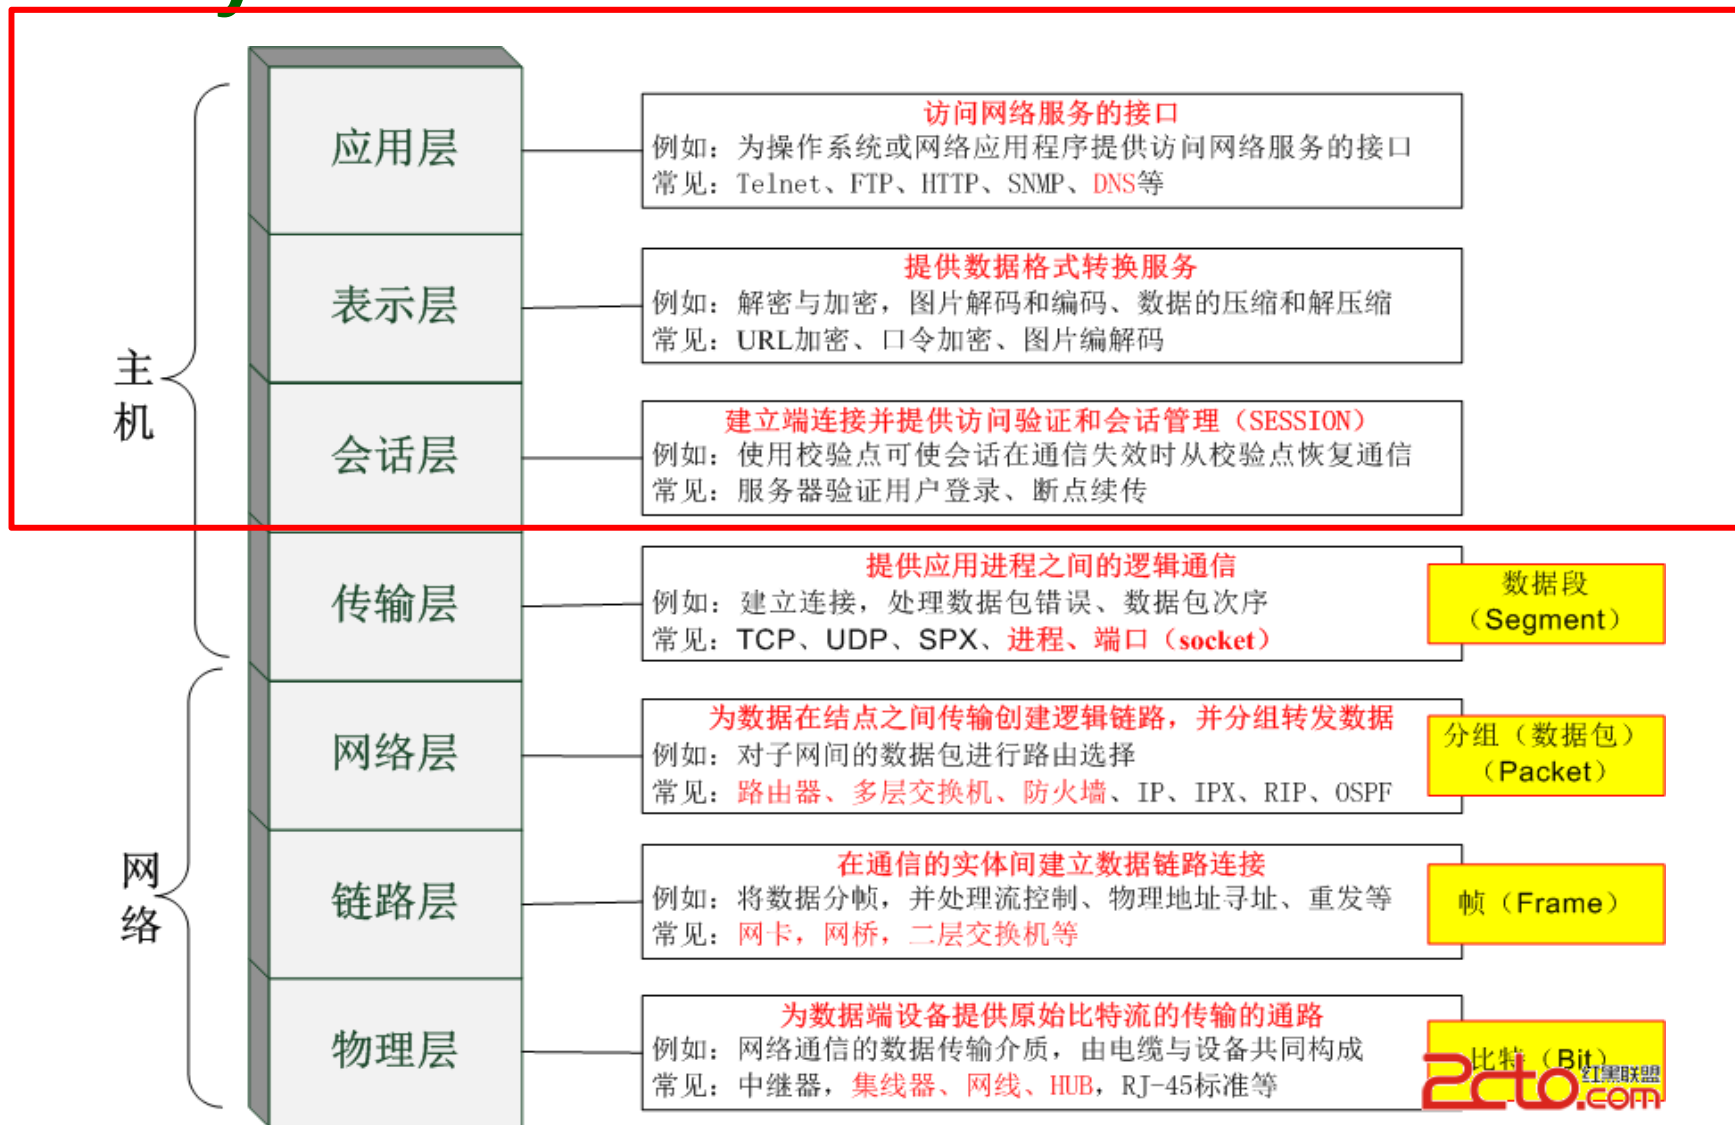 应用层
访问网络服务的接口
例如：为操作系统或网络应用程序提供访问网络服务的接口
常见：Telnet、FTP、HTTP、SNMP、DNS等
表示层
提供数据格式转换服务
例如：解密与加密，图片解码和编码、数据的压缩和解压缩
常见：URL加密、口令加密、图片编解码
主机
会话层
建立端连接并提供访问验证和会话管理（SESSION）
例如：使用校验点可使会话在通信失效时从校验点恢复通信
常见：服务器验证用户登录、断点续传
传输层
提供应用进程之间的逻辑通信
例如：建立连接，处理数据包错误、数据包次序
常见：TCP、UDP、SPX、进程、端口（socket）
数据段
（Segment）
网络层
为数据在结点之间传输创建逻辑链路，并分组转发数据
例如：对子网间的数据包进行路由选择
常见：路由器、多层交换机、防火墙、IP、IPX、RIP、OSPF
分组（数据包）
（Packet）
网络
链路层
在通信的实体间建立数据链路连接
例如：将数据分帧，并处理流控制、物理地址寻址、重发等
常见：网卡，网桥，二层交换机等
帧（Frame）
物理层
为数据端设备提供原始比特流的传输的通路
例如：网络通信的数据传输介质，由电缆与设备共同构成
常见：中继器，集线器、网线、HUB，RJ-45标准等
比特（Bit）
2cto.com
红黑联盟